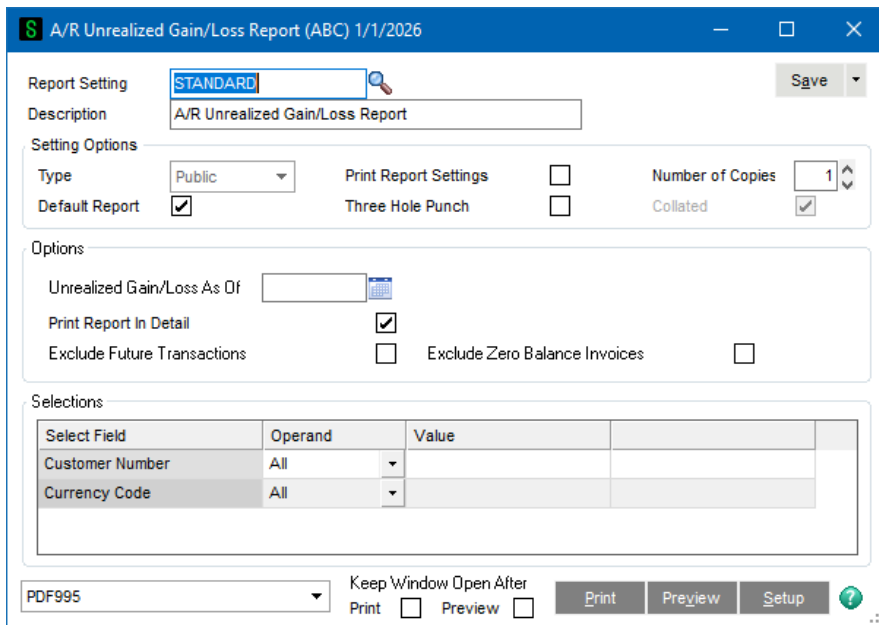 S A/R Unrealized Gain/Loss Report (ABC) 1/1/2026
Report Setting STANDARD Save
Description A/R Unrealized Gain/Loss Report
Setting Options
Type Public Print Report Settings Number of Copies 1
Default Report Three Hole Punch Collated
Options
Unrealized Gain/Loss As Of
Print Report In Detail
Exclude Future Transactions Exclude Zero Balance Invoices
Selections
Select Field Operand Value
Customer Number All
Currency Code All
Keep Window Open After
PDF995 Print Preview Print Preview Setup ?